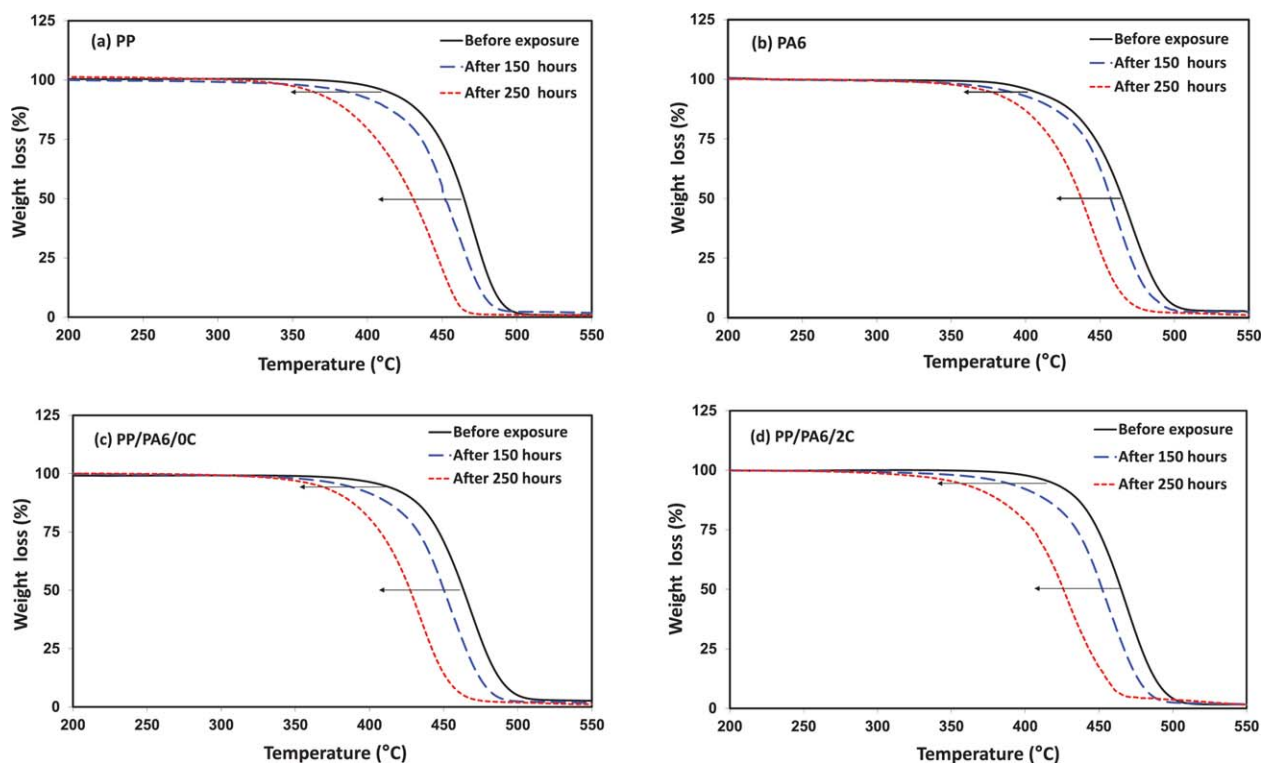 (a) PP
Before exposure
After 150 hours
After 250 hours
Weight loss (%)
125
100
75
50
25
0
200 250 300 350 400 450 500 550
Temperature (°C)
(b) PA6
Before exposure
After 150 hours
After 250 hours
Weight loss (%)
125
100
75
50
25
0
200 250 300 350 400 450 500 550
Temperature (°C)
(c) PP/PA6/0C
Before exposure
After 150 hours
After 250 hours
Weight loss (%)
125
100
75
50
25
0
200 250 300 350 400 450 500 550
Temperature (°C)
(d) PP/PA6/2C
Before exposure
After 150 hours
After 250 hours
Weight loss (%)
125
100
75
50
25
0
200 250 300 350 400 450 500 550
Temperature (°C)